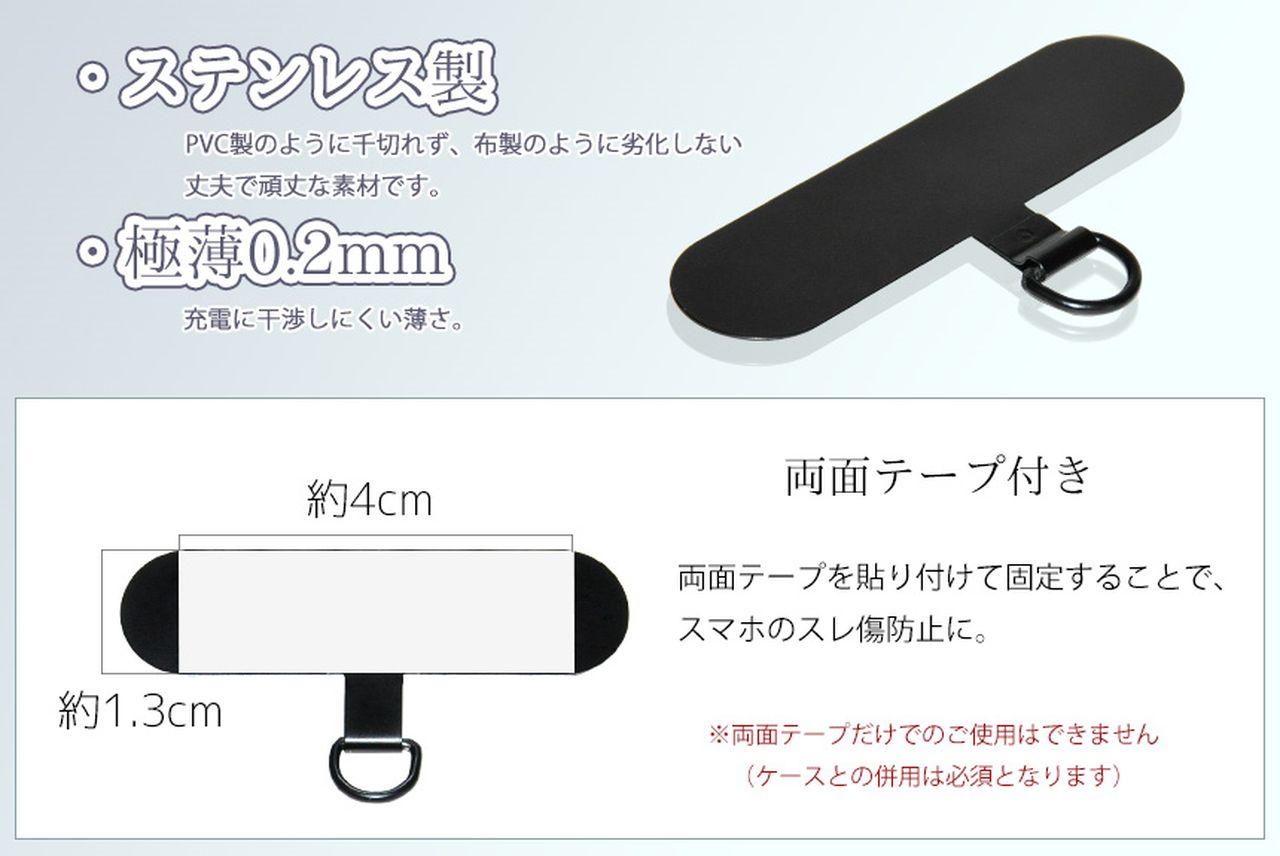 • ステンレス製
PVC製のように千切れず、布製のように劣化しない
丈夫で頑丈な素材です。
• 極薄0.2mm
充電に干渉しにくい薄さ。
約4cm
約1.3cm
両面テープ付き
両面テープを貼り付けて固定することで、
スマホのスレ傷防止に。
※両面テープだけでのご使用はできません
（ケースとの併用は必須となります）